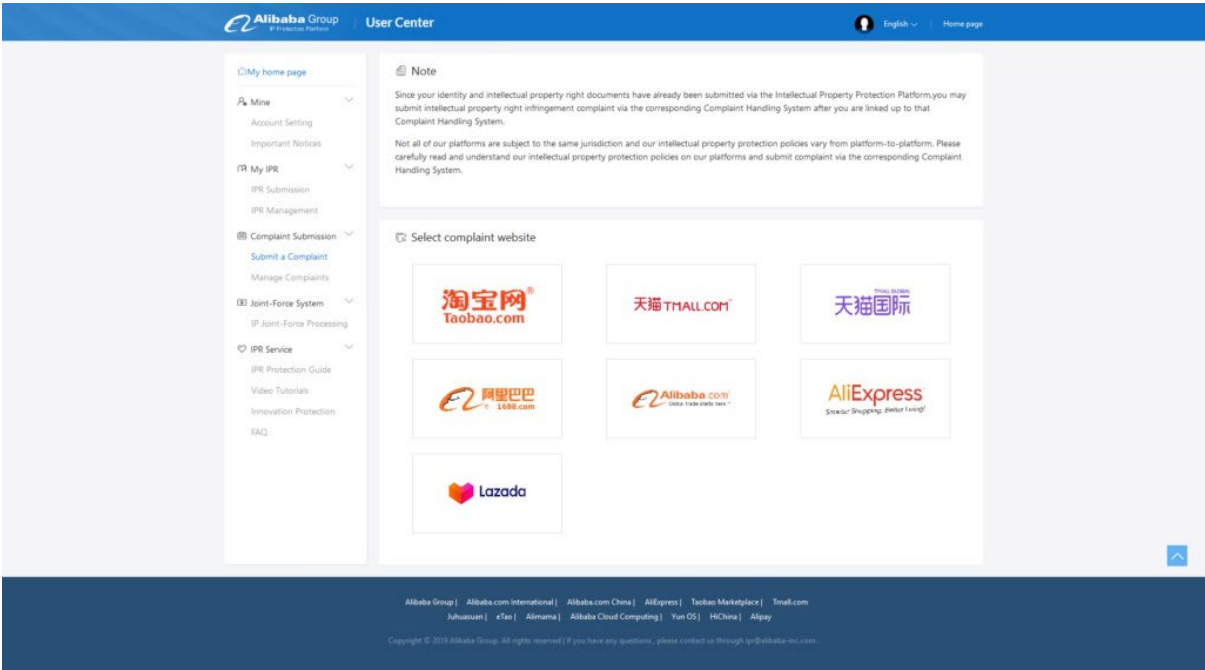 Alibaba Group
IP Protection Platform
User Center
English
Home page
My home page
Mine
Account Setting
Important Notices
My IPR
IPR Submission
IPR Management
Complaint Submission
Submit a Complaint
Manage Complaints
Joint-Force System
IP Joint-Force Processing
IPR Service
IPR Protection Guide
Video Tutorials
Innovation Protection
FAQ
Note
Since your identity and intellectual property right documents have already been submitted via the Intellectual Property Protection Platform,you may
submit intellectual property right infringement complaint via the corresponding Complaint Handling System after you are linked up to that
Complaint Handling System.
Not all of our platforms are subject to the same jurisdiction and our intellectual property protection policies vary from platform-to-platform. Please
carefully read and understand our intellectual property protection policies on our platforms and submit complaint via the corresponding Complaint
Handling System.
Select complaint website
淘宝网®
Taobao.com
天猫 TMALL.COM
TMALL GLOBAL
天猫国际
阿里巴巴
1688.com
Alibaba.com
Global trade starts here.™
AliExpress
Smarter Shopping, Better Living!
Lazada
Alibaba Group | Alibaba.com International | Alibaba.com China | AliExpress | Taobao Marketplace | Tmall.com
Juhuasuan | eTao | Alimama | Alibaba Cloud Computing | Yun OS | HiChina | Alipay
Copyright © 2019 Alibaba Group. All rights reserved | If you have any questions , please contact us through ipr@alibaba-inc.com .